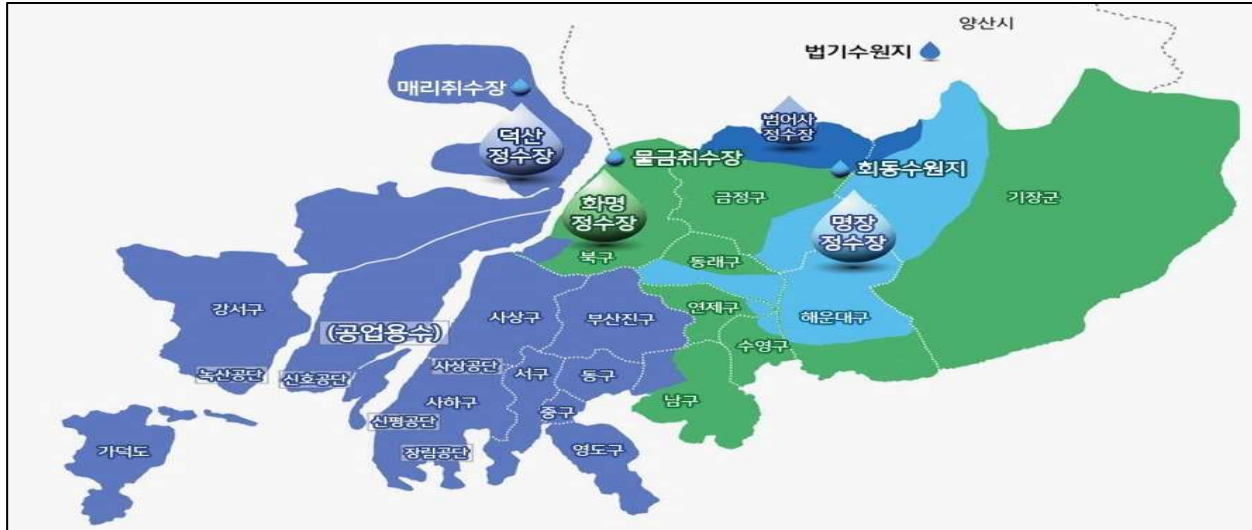 양산시
법기수원지
매리취수장
범어사
정수장
덕산
정수장
물금취수장
회동수원지
화명
정수장
금정구
기장군
명장
정수장
북구
동래구
강서구
사상구
부산진구
연제구
해운대구
(공업용수)
수영구
녹산공단
신호공단
사상공단
서구
동구
사하구
중구
남구
신평공단
가덕도
장림공단
영도구